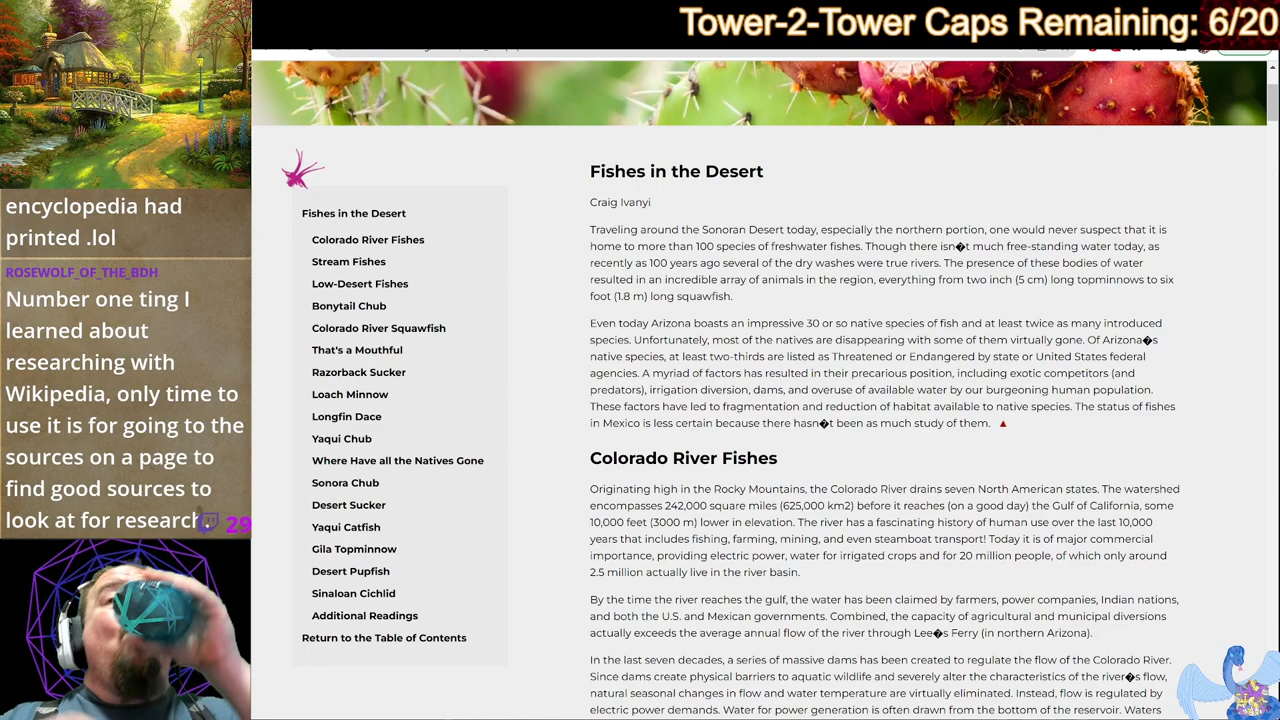 Tower-2-Tower Caps Remaining: 6/20
encyclopedia had
printed .lol
ROSEWOLF_OF_THE_BDH
Number one ting I
learned about
researching with
Wikipedia, only time to
use it is for going to the
sources on a page to
find good sources to
look at for research.
29
Fishes in the Desert
Colorado River Fishes
Stream Fishes
Low-Desert Fishes
Bonytail Chub
Colorado River Squawfish
That's a Mouthful
Razorback Sucker
Loach Minnow
Longfin Dace
Yaqui Chub
Where Have all the Natives Gone
Sonora Chub
Desert Sucker
Yaqui Catfish
Gila Topminnow
Desert Pupfish
Sinaloan Cichlid
Additional Readings
Return to the Table of Contents
Fishes in the Desert
Craig Ivanyi
Traveling around the Sonoran Desert today, especially the northern portion, one would never suspect that it is
home to more than 100 species of freshwater fishes. Though there isn�t much free-standing water today, as
recently as 100 years ago several of the dry washes were true rivers. The presence of these bodies of water
resulted in an incredible array of animals in the region, everything from two inch (5 cm) long topminnows to six
foot (1.8 m) long squawfish.
Even today Arizona boasts an impressive 30 or so native species of fish and at least twice as many introduced
species. Unfortunately, most of the natives are disappearing with some of them virtually gone. Of Arizona�s
native species, at least two-thirds are listed as Threatened or Endangered by state or United States federal
agencies. A myriad of factors has resulted in their precarious position, including exotic competitors (and
predators), irrigation diversion, dams, and overuse of available water by our burgeoning human population.
These factors have led to fragmentation and reduction of habitat available to native species. The status of fishes
in Mexico is less certain because there hasn�t been as much study of them. ▲
Colorado River Fishes
Originating high in the Rocky Mountains, the Colorado River drains seven North American states. The watershed
encompasses 242,000 square miles (625,000 km2) before it reaches (on a good day) the Gulf of California, some
10,000 feet (3000 m) lower in elevation. The river has a fascinating history of human use over the last 10,000
years that includes fishing, farming, mining, and even steamboat transport! Today it is of major commercial
importance, providing electric power, water for irrigated crops and for 20 million people, of which only around
2.5 million actually live in the river basin.
By the time the river reaches the gulf, the water has been claimed by farmers, power companies, Indian nations,
and both the U.S. and Mexican governments. Combined, the capacity of agricultural and municipal diversions
actually exceeds the average annual flow of the river through Lee�s Ferry (in northern Arizona).
In the last seven decades, a series of massive dams has been created to regulate the flow of the Colorado River.
Since dams create physical barriers to aquatic wildlife and severely alter the characteristics of the river�s flow,
natural seasonal changes in flow and water temperature are virtually eliminated. Instead, flow is regulated by
electric power demands. Water for power generation is often drawn from the bottom of the reservoir. Waters